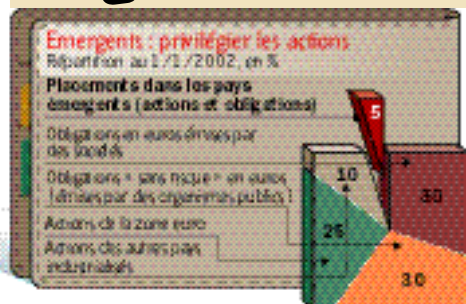 Emergents : privilégier les actions
Répartition au 1/1/2002, en %
Placements dans les pays
émergents (actions et obligations)
Obligations en euros émises par
des sociétés
Obligations « sans risque » en euros
(émises par des organismes publics)
Actions de la zone euro
Actions des autres pays
industrialisés
5
10
30
25
30